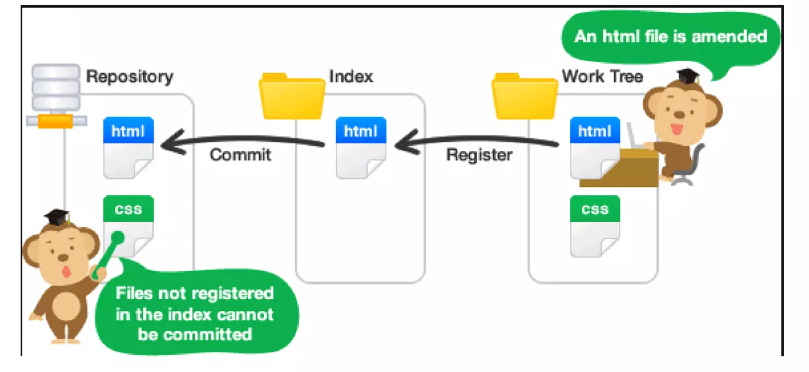 An html file is amended
Repository
Index
Work Tree
html
html
html
Commit
Register
css
css
Files not registered
in the index cannot
be committed